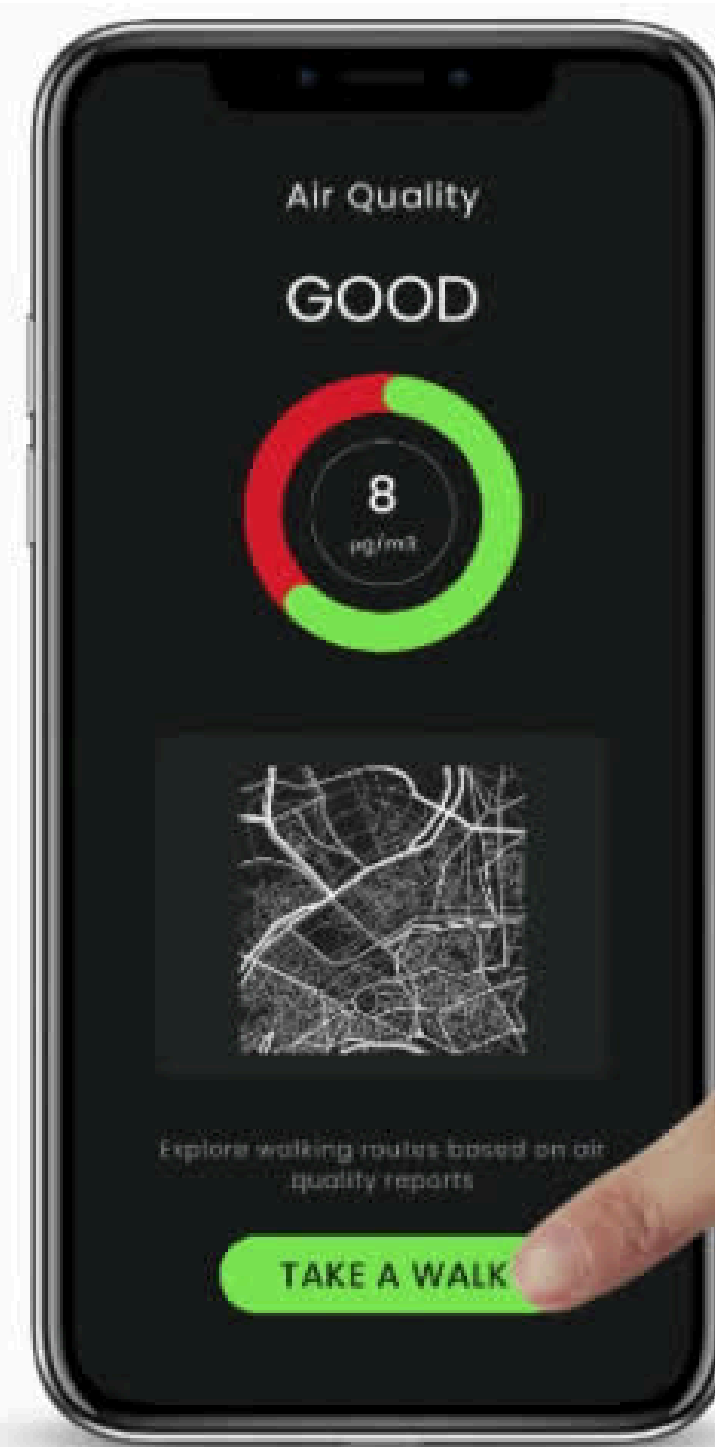 Air Quality
GOOD
8
µg/m3
Explore walking routes based on air
quality reports
TAKE A WALK